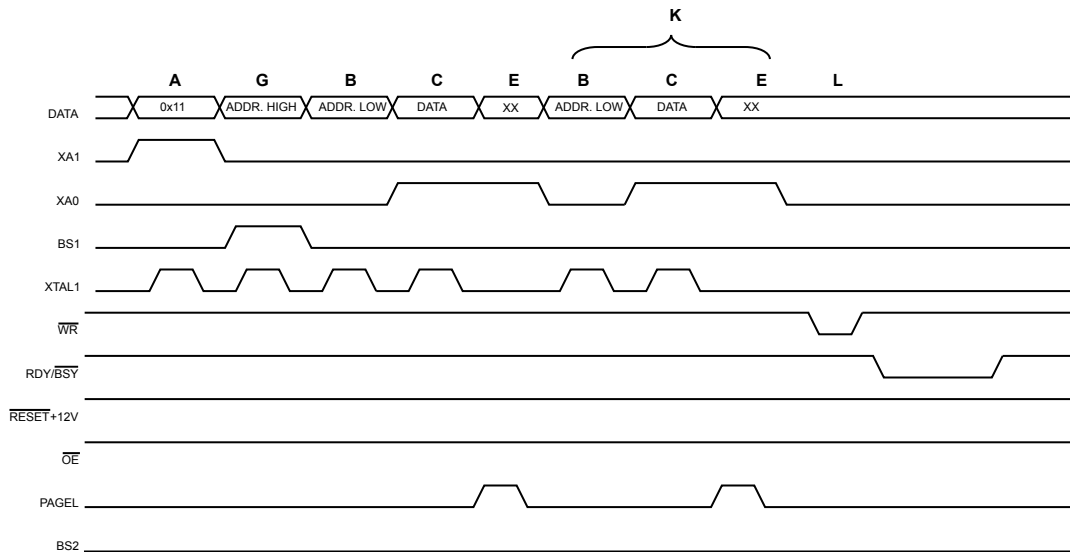 K
A G B C E B C E L
DATA 0x11 ADDR. HIGH ADDR. LOW DATA XX ADDR. LOW DATA XX
XA1
XA0
BS1
XTAL1
WR
RDY/BSY
RESET+12V
OE
PAGEL
BS2